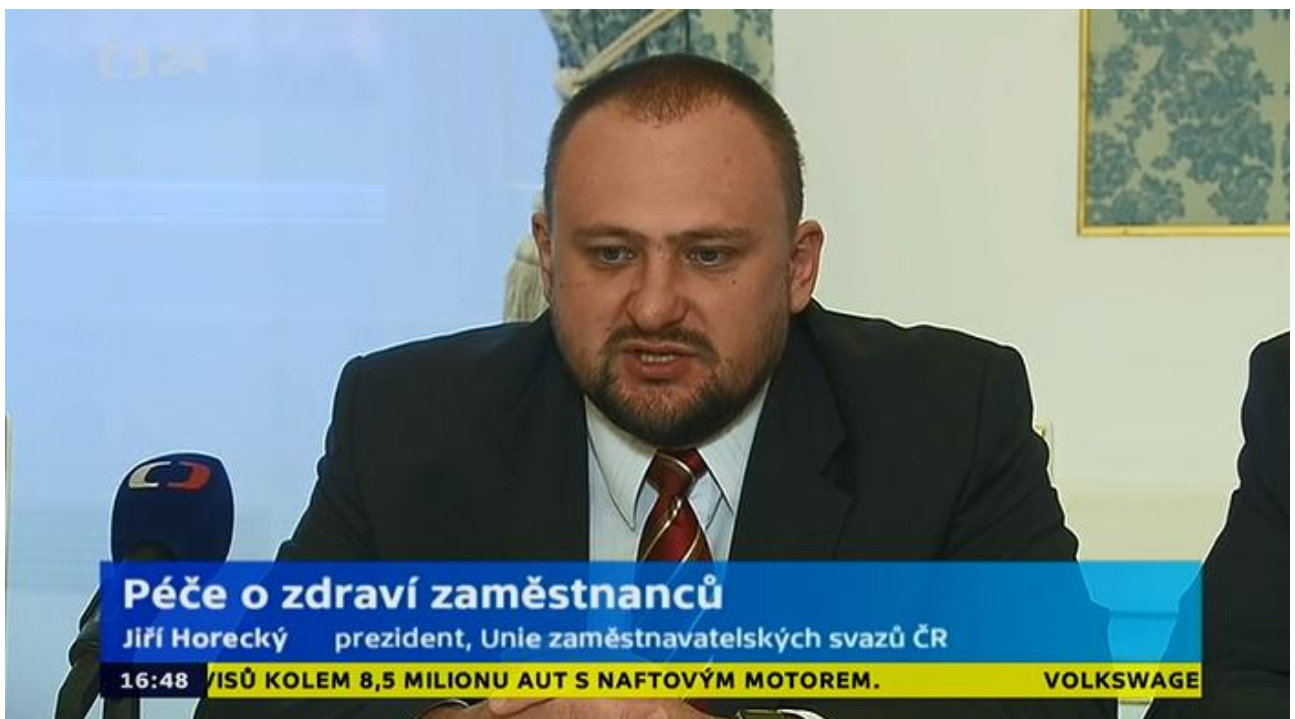 ČT24
Péče o zdraví zaměstnanců
Jiří Horecký prezident, Unie zaměstnavatelských svazů ČR
16:48 VISŮ KOLEM 8,5 MILIONU AUT S NAFTOVÝM MOTOREM. VOLKSWAGE